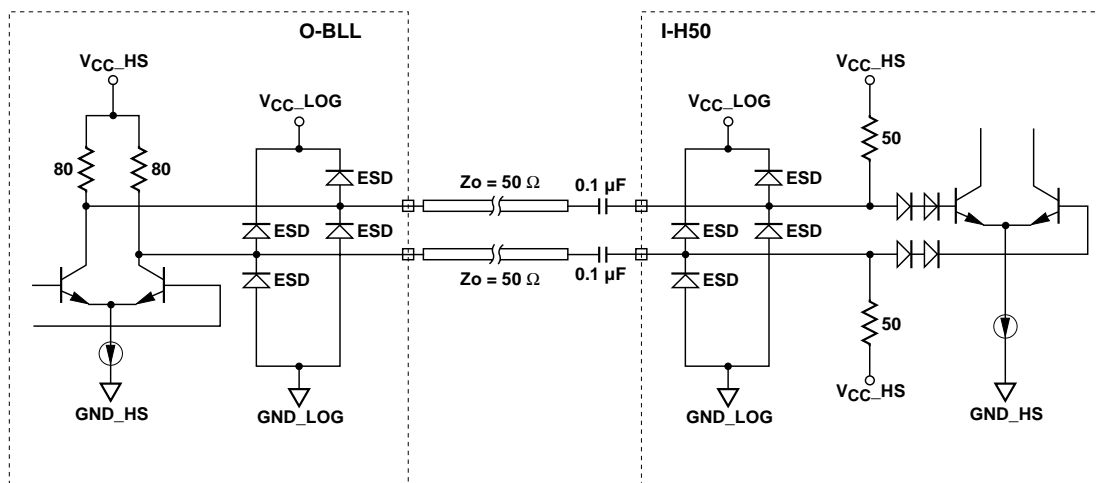 O-BLL
I-H50
VCC_HS
VCC_LOG
80
80
ESD
ESD
ESD
ESD
GND_HS
GND_LOG
Zo = 50 Ω
0.1 µF
Zo = 50 Ω
0.1 µF
VCC_LOG
VCC_HS
50
ESD
ESD
ESD
ESD
50
VCC_HS
GND_LOG
GND_HS